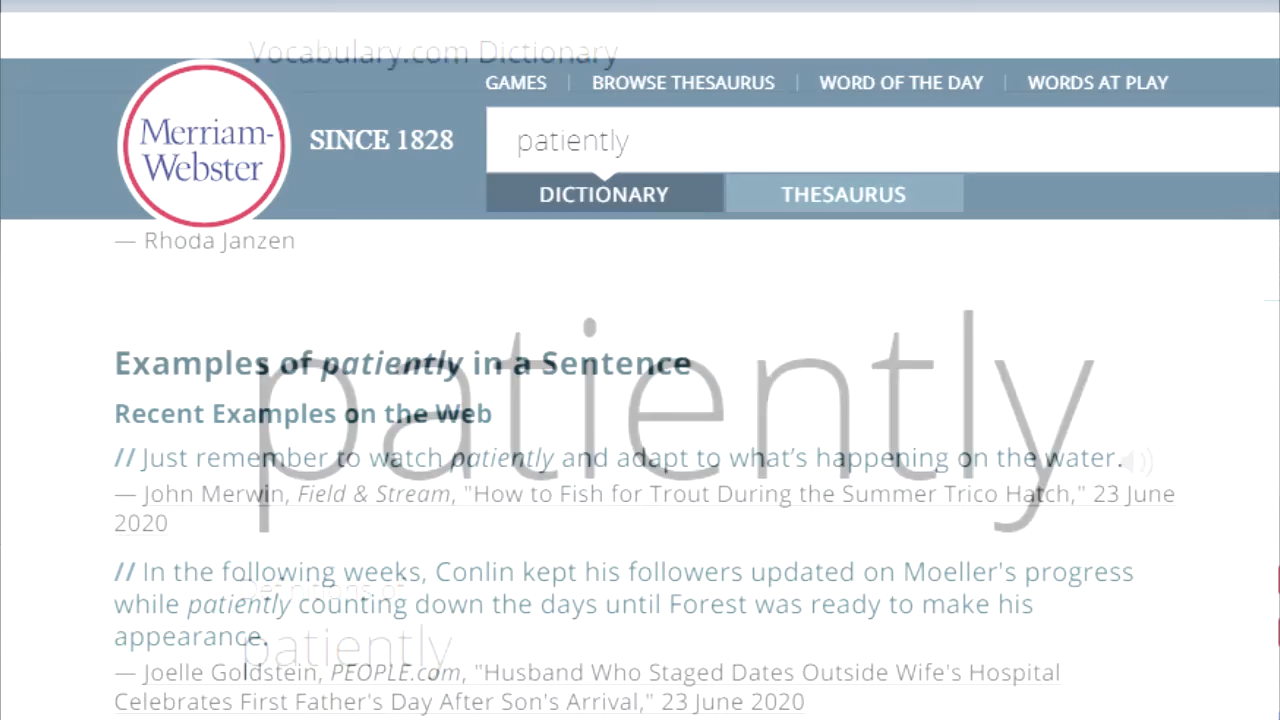 Vocabulary.com Dictionary
GAMES BROWSE THESAURUS WORD OF THE DAY WORDS AT PLAY
Merriam-
Webster
SINCE 1828
patiently
DICTIONARY THESAURUS
— Rhoda Janzen
patiently
Examples of patiently in a Sentence
Recent Examples on the Web
// Just remember to watch patiently and adapt to what's happening on the water.
— John Merwin, Field & Stream, "How to Fish for Trout During the Summer Trico Hatch," 23 June
2020
// In the following weeks, Conlin kept his followers updated on Moeller's progress
while patiently counting down the days until Forest was ready to make his
appearance.
patiently
— Joelle Goldstein, PEOPLE.com, "Husband Who Staged Dates Outside Wife's Hospital
Celebrates First Father's Day After Son's Arrival," 23 June 2020